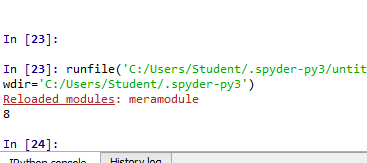 In [23]:
In [23]: runfile('C:/Users/Student/.spyder-py3/untit
wdir='C:/Users/Student/.spyder-py3')
Reloaded modules: meramodule
8
In [24]:
IPython console History log